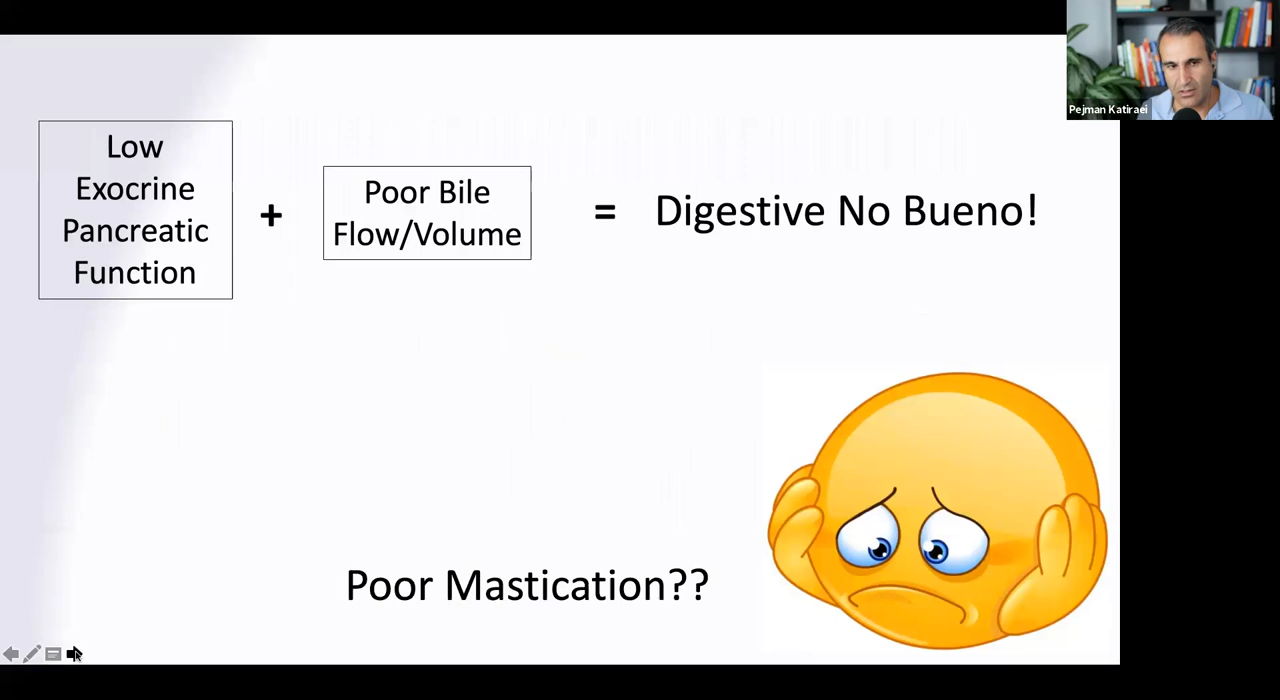 Pejman Katiraei
Low
Exocrine
Pancreatic
Function
+
Poor Bile
Flow/Volume
=
Digestive No Bueno!
Poor Mastication??